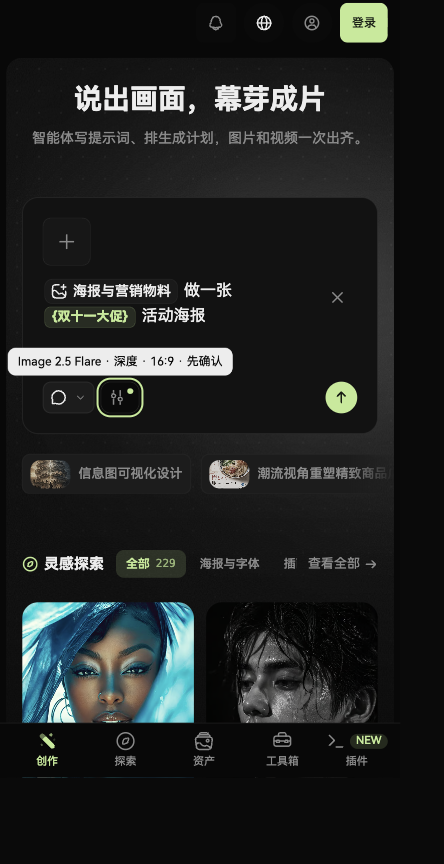 登录
说出画面，幕芽成片
智能体写提示词、排生成计划，图片和视频一次出齐。
海报与营销物料 做一张
{双十一大促} 活动海报
Image 2.5 Flare · 深度 · 16:9 · 先确认
信息图可视化设计
潮流视角重塑精致商品
灵感探索
全部 229
海报与字体
插
查看全部 →
NEW
创作
探索
资产
工具箱
插件